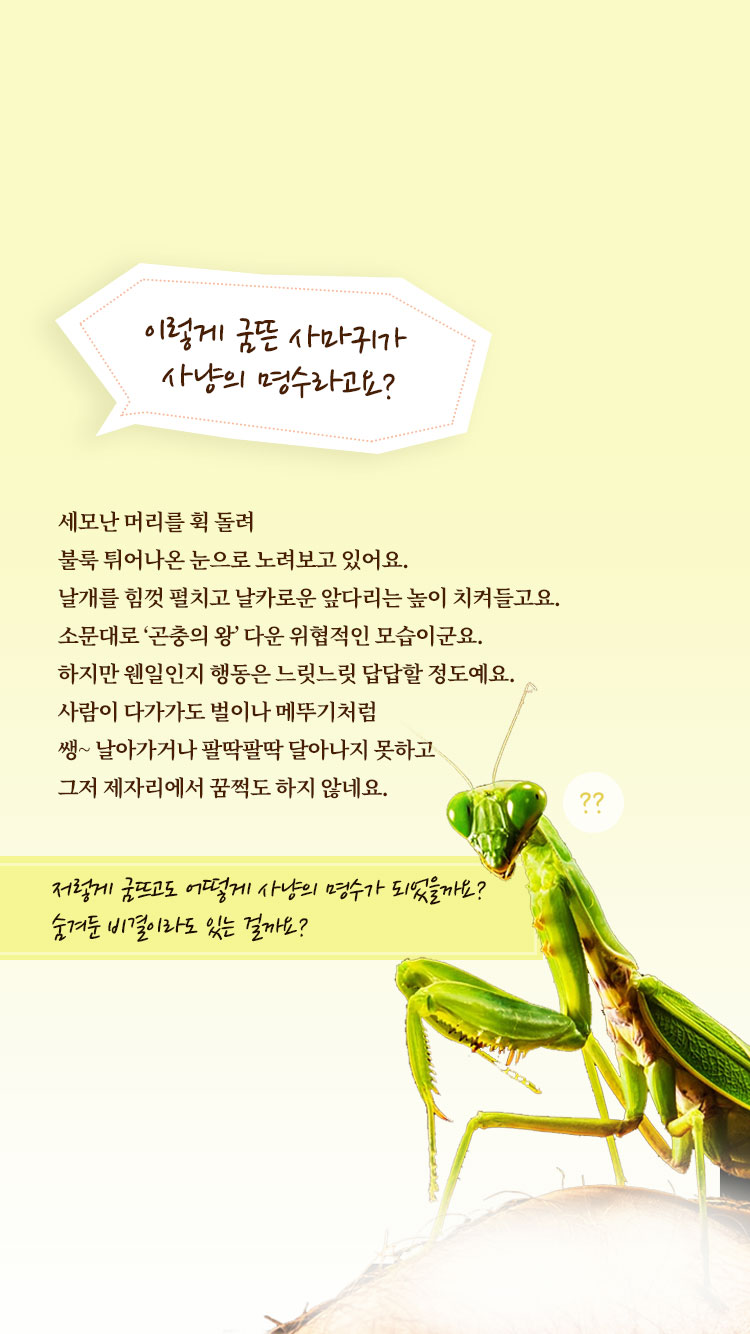 이렇게 굼뜬 사마귀가
사냥의 명수라고요?
세모난 머리를 휙 돌려
불룩 튀어나온 눈으로 노려보고 있어요.
날개를 힘껏 펼치고 날카로운 앞다리는 높이 치켜들고요.
소문대로 ‘곤충의 왕’ 다운 위협적인 모습이군요.
하지만 웬일인지 행동은 느릿느릿 답답할 정도예요.
사람이 다가가도 벌이나 메뚜기처럼
쌩~ 날아가거나 팔딱팔딱 달아나지 못하고
그저 제자리에서 꿈쩍도 하지 않네요.
??
저렇게 굼뜨고도 어떻게 사냥의 명수가 되었을까요?
숨겨둔 비결이라도 있는 걸까요?